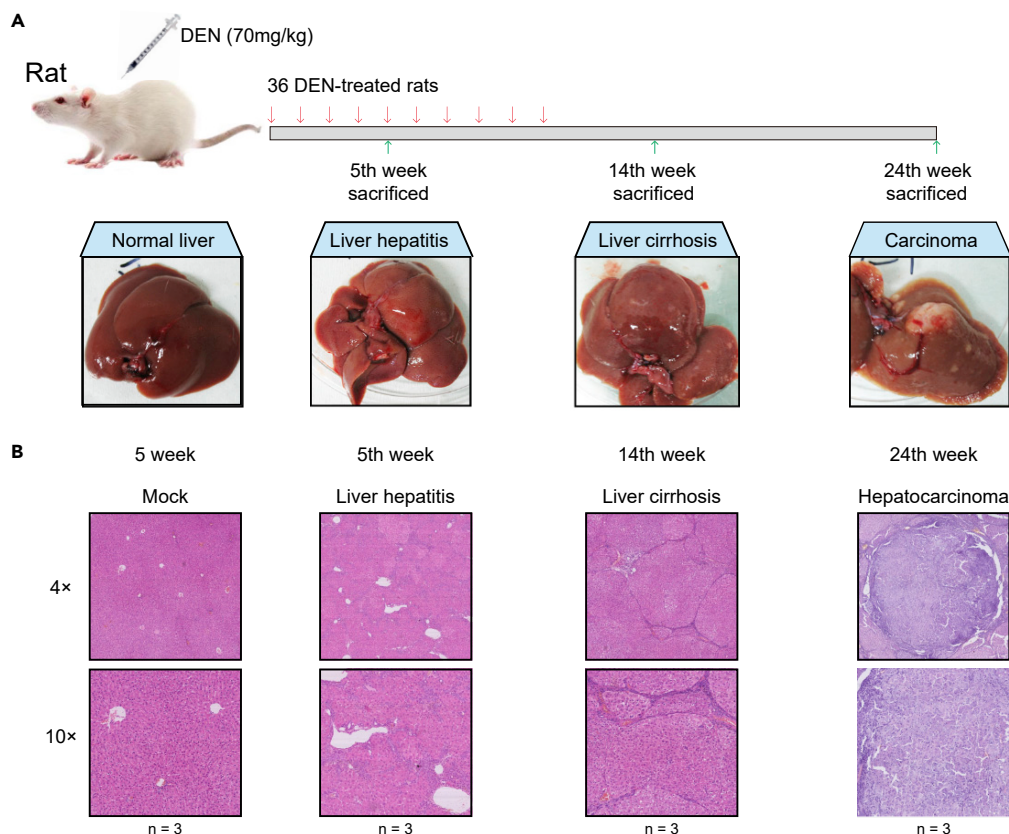 A
DEN (70mg/kg)
Rat
36 DEN-treated rats
5th week
sacrificed
14th week
sacrificed
24th week
sacrificed
Normal liver
Liver hepatitis
Liver cirrhosis
Carcinoma
B
5 week
5th week
14th week
24th week
Mock
Liver hepatitis
Liver cirrhosis
Hepatocarcinoma
4×
10×
n = 3
n = 3
n = 3
n = 3